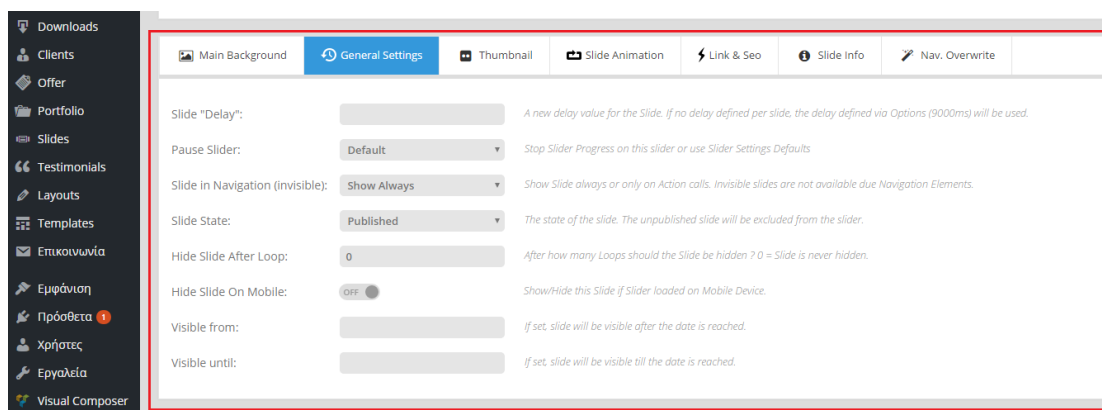 Downloads
Clients
Offer
Portfolio
Slides
Testimonials
Layouts
Templates
Επικοινωνία
Εμφάνιση
Πρόσθετα 1
Χρήστες
Εργαλεία
Visual Composer
Main Background General Settings Thumbnail Slide Animation Link & Seo Slide Info Nav. Overwrite
Slide "Delay": A new delay value for the Slide. If no delay defined per slide, the delay defined via Options (9000ms) will be used.
Pause Slider: Default Stop Slider Progress on this slider or use Slider Settings Defaults
Slide in Navigation (invisible): Show Always Show Slide always or only on Action calls. Invisible slides are not available due Navigation Elements.
Slide State: Published The state of the slide. The unpublished slide will be excluded from the slider.
Hide Slide After Loop: 0 After how many Loops should the Slide be hidden ? 0 = Slide is never hidden.
Hide Slide On Mobile: OFF Show/Hide this Slide if Slider loaded on Mobile Device.
Visible from: If set, slide will be visible after the date is reached.
Visible until: If set, slide will be visible till the date is reached.